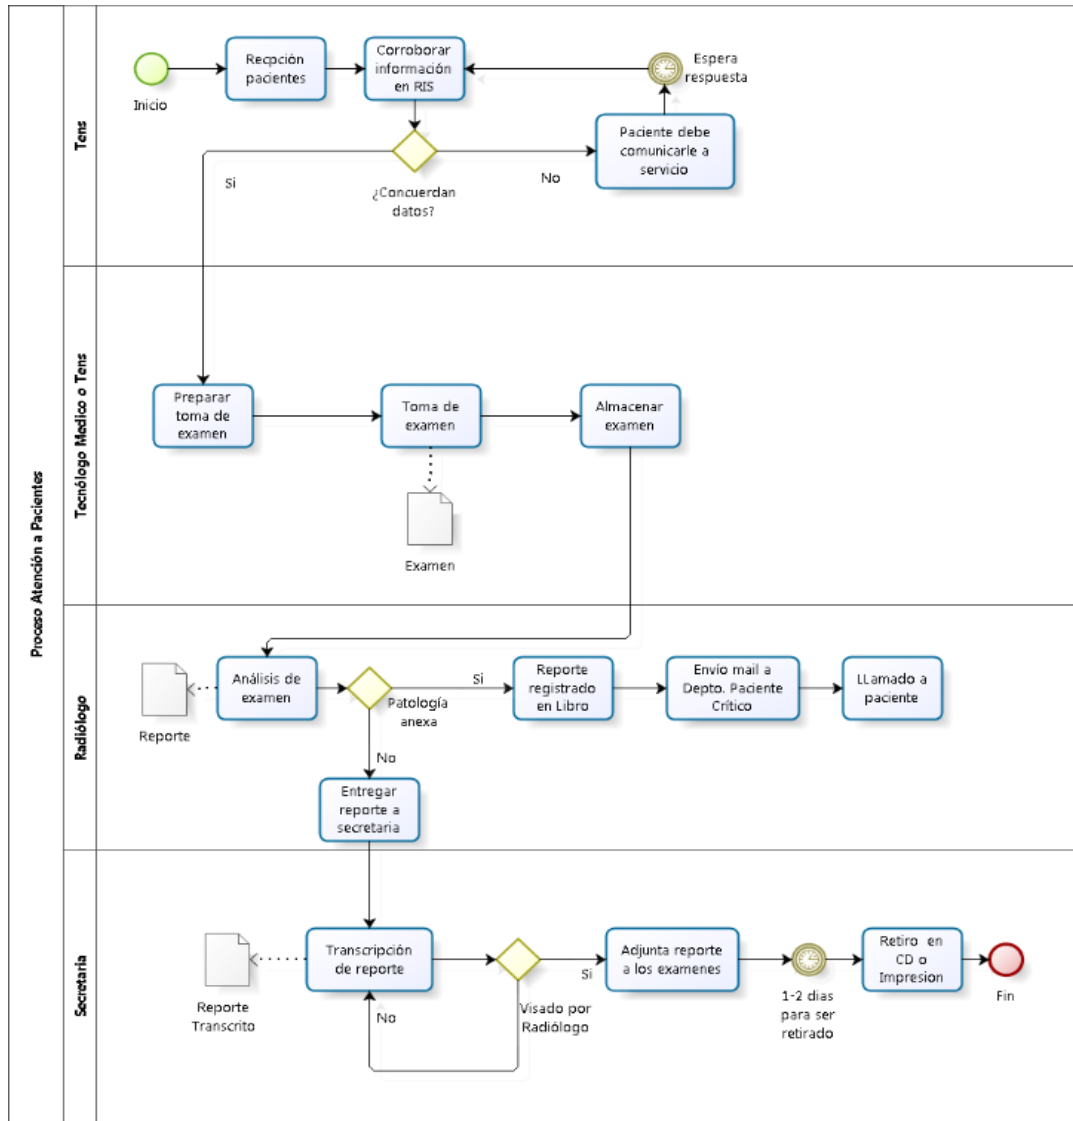 Proceso Atención a Pacientes
Tens
Inicio
Recpción
pacientes
Corroborar
información
en RIS
Espera
respuesta
Paciente debe
comunicarle a
servicio
Si
No
¿Concuerdan
datos?
Tecnólogo Medico o Tens
Preparar
toma de
examen
Toma de
examen
Almacenar
examen
Examen
Radiólogo
Reporte
Análisis de
examen
Patología
anexa
Si
No
Reporte
registrado
en Libro
Envío mail a
Depto. Paciente
Crítico
LLamado a
paciente
Entregar
reporte a
secretaria
Secretaria
Reporte
Transcrito
Transcripción
de reporte
No
Visado por
Radiólogo
Si
Adjunta reporte
a los examenes
1-2 dias
para ser
retirado
Retiro en
CD o
Impresion
Fin